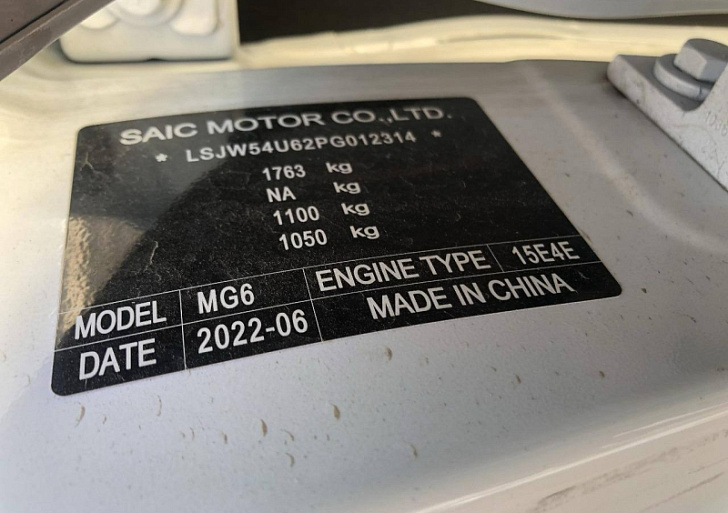 SAIC MOTOR CO.,LTD.
* LSJW54U62PG012314 *
1763 kg
NA kg
1100 kg
1050 kg
MODEL MG6 ENGINE TYPE 15E4E
DATE 2022-06 MADE IN CHINA